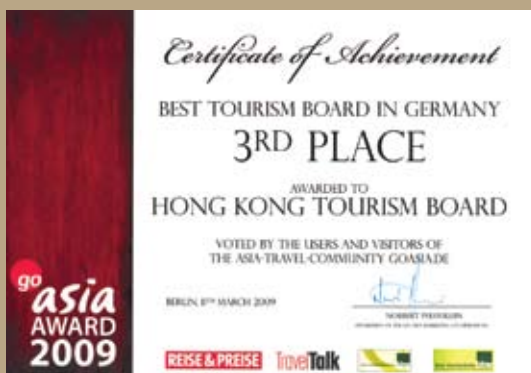 Certificate of Achievement
BEST TOURISM BOARD IN GERMANY
3RD PLACE
AWARDED TO
HONG KONG TOURISM BOARD
VOTED BY THE USERS AND VISITORS OF
THE ASIA-TRAVEL-COMMUNITY GOASIA.DE
BERLIN, 11TH MARCH 2009
NORBERT
go
asia
AWARD
2009
REISE & PREISE
TravelTalk